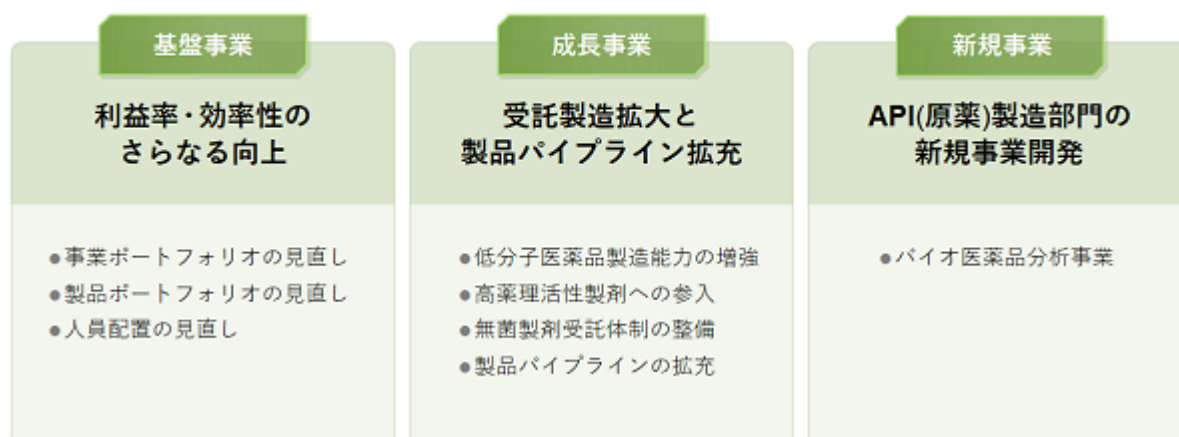 基盤事業
利益率・効率性の
さらなる向上
●事業ポートフォリオの見直し
●製品ポートフォリオの見直し
●人員配置の見直し
成長事業
受託製造拡大と
製品パイプライン拡充
●低分子医薬品製造能力の増強
●高薬理活性製剤への参入
●無菌製剤受託体制の整備
●製品パイプラインの拡充
新規事業
API(原薬)製造部門の
新規事業開発
●バイオ医薬品分析事業